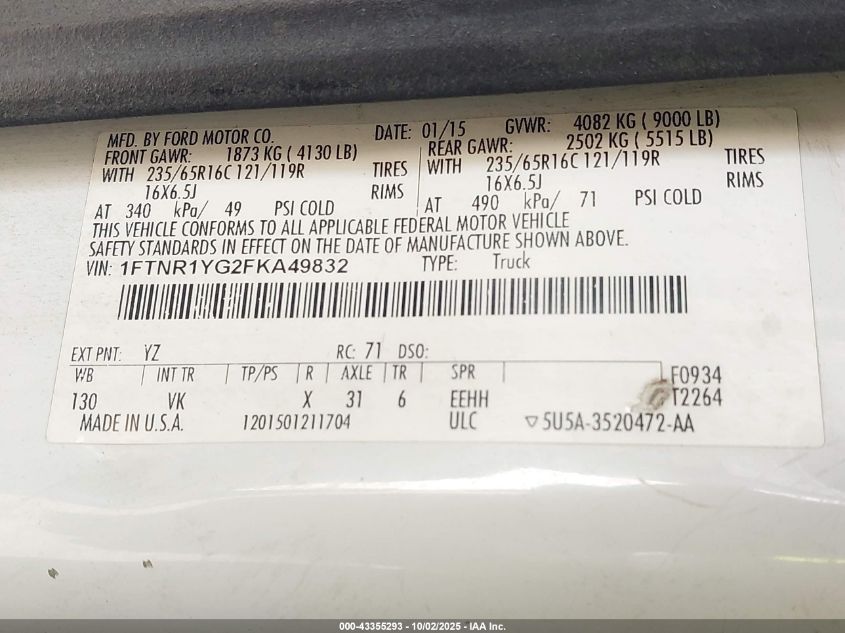 MFD. BY FORD MOTOR CO. DATE: 01/15 GVWR: 4082 KG ( 9000 LB)
FRONT GAWR: 1873 KG ( 4130 LB) REAR GAWR: 2502 KG ( 5515 LB)
WITH 235/65R16C 121/119R TIRES WITH 235/65R16C 121/119R TIRES
16X6.5J RIMS 16X6.5J RIMS
AT 340 kPa/ 49 PSI COLD AT 490 kPa/ 71 PSI COLD
THIS VEHICLE CONFORMS TO ALL APPLICABLE FEDERAL MOTOR VEHICLE
SAFETY STANDARDS IN EFFECT ON THE DATE OF MANUFACTURE SHOWN ABOVE.
VIN: 1FTNR1YG2FKA49832 TYPE: Truck
EXT PNT: YZ RC: 71 DSO:
WB INT TR TP/PS R AXLE TR SPR F0934
130 VK X 31 6 EEHH T2264
MADE IN U.S.A. 1201501211704 ULC ▽5U5A-3520472-AA
000-43355293 - 10/02/2025 - IAA Inc.